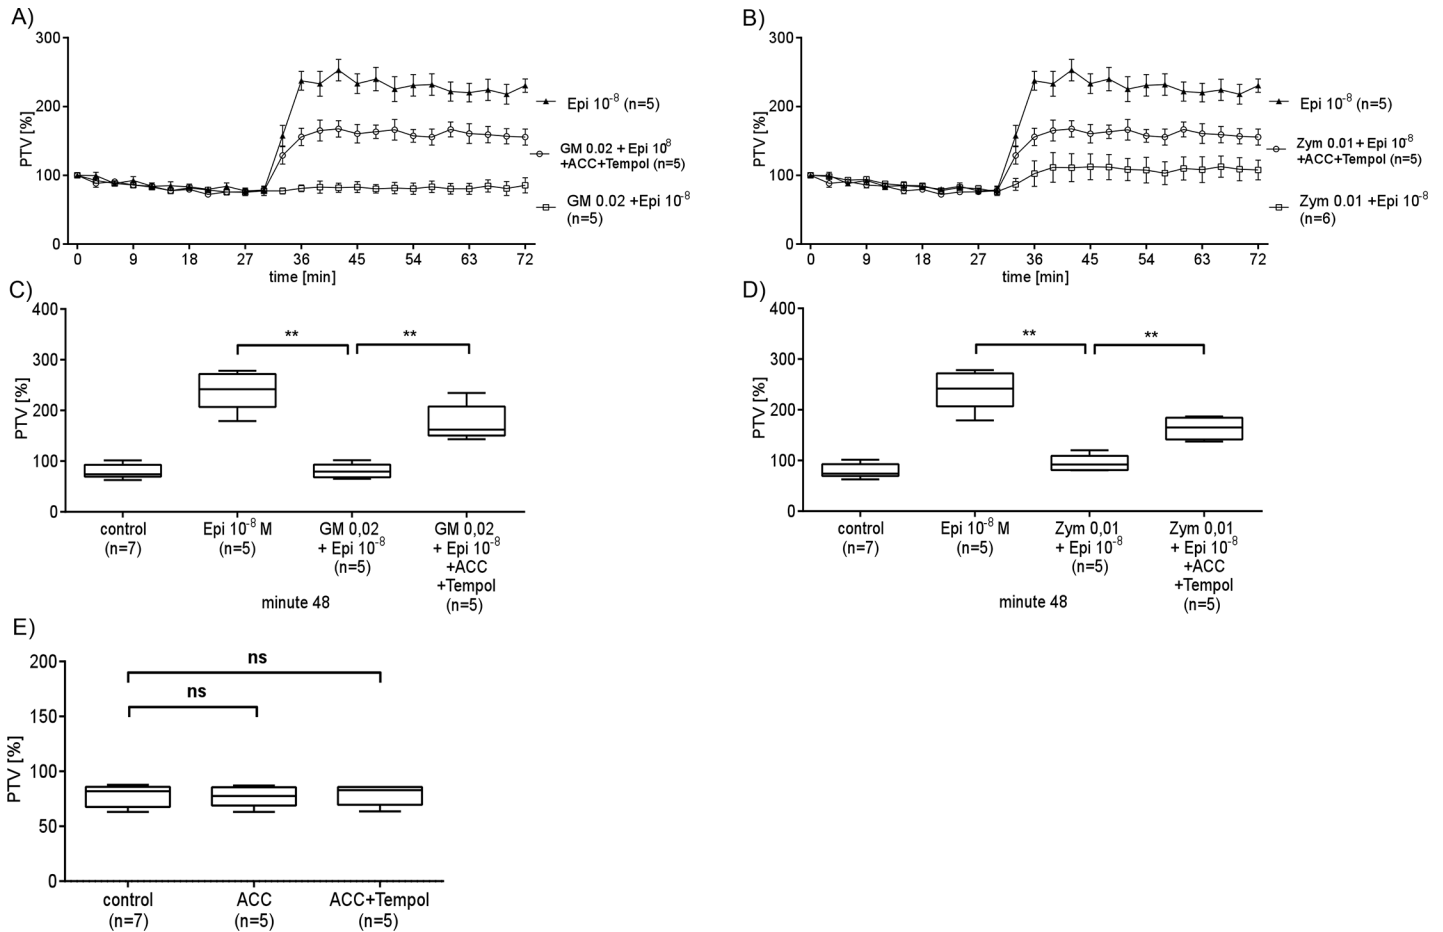 A)
300
200
100
0
PTV [%]
0 9 18 27 36 45 54 63 72
time [min]
Epi 10⁻⁸ (n=5)
GM 0.02 + Epi 10⁸
+ACC+Tempol (n=5)
GM 0.02 +Epi 10⁻⁸
(n=5)
B)
300
200
100
0
PTV [%]
0 9 18 27 36 45 54 63 72
time [min]
Epi 10⁻⁸ (n=5)
Zym 0.01+ Epi 10⁻⁸
+ACC+Tempol (n=5)
Zym 0.01 +Epi 10⁻⁸
(n=6)
C)
400
300
200
100
0
PTV [%]
**
**
control
(n=7)
Epi 10⁻⁸ M
(n=5)
GM 0,02
+ Epi 10⁻⁸
(n=5)
GM 0,02
+ Epi 10⁻⁸
+ACC
+Tempol
(n=5)
minute 48
D)
400
300
200
100
0
PTV [%]
**
**
control
(n=7)
Epi 10⁻⁸ M
(n=5)
Zym 0,01
+ Epi 10⁻⁸
(n=5)
Zym 0,01
+ Epi 10⁻⁸
+ACC
+Tempol
(n=5)
minute 48
E)
200
150
100
50
0
PTV [%]
ns
ns
control
(n=7)
ACC
(n=5)
ACC+Tempol
(n=5)